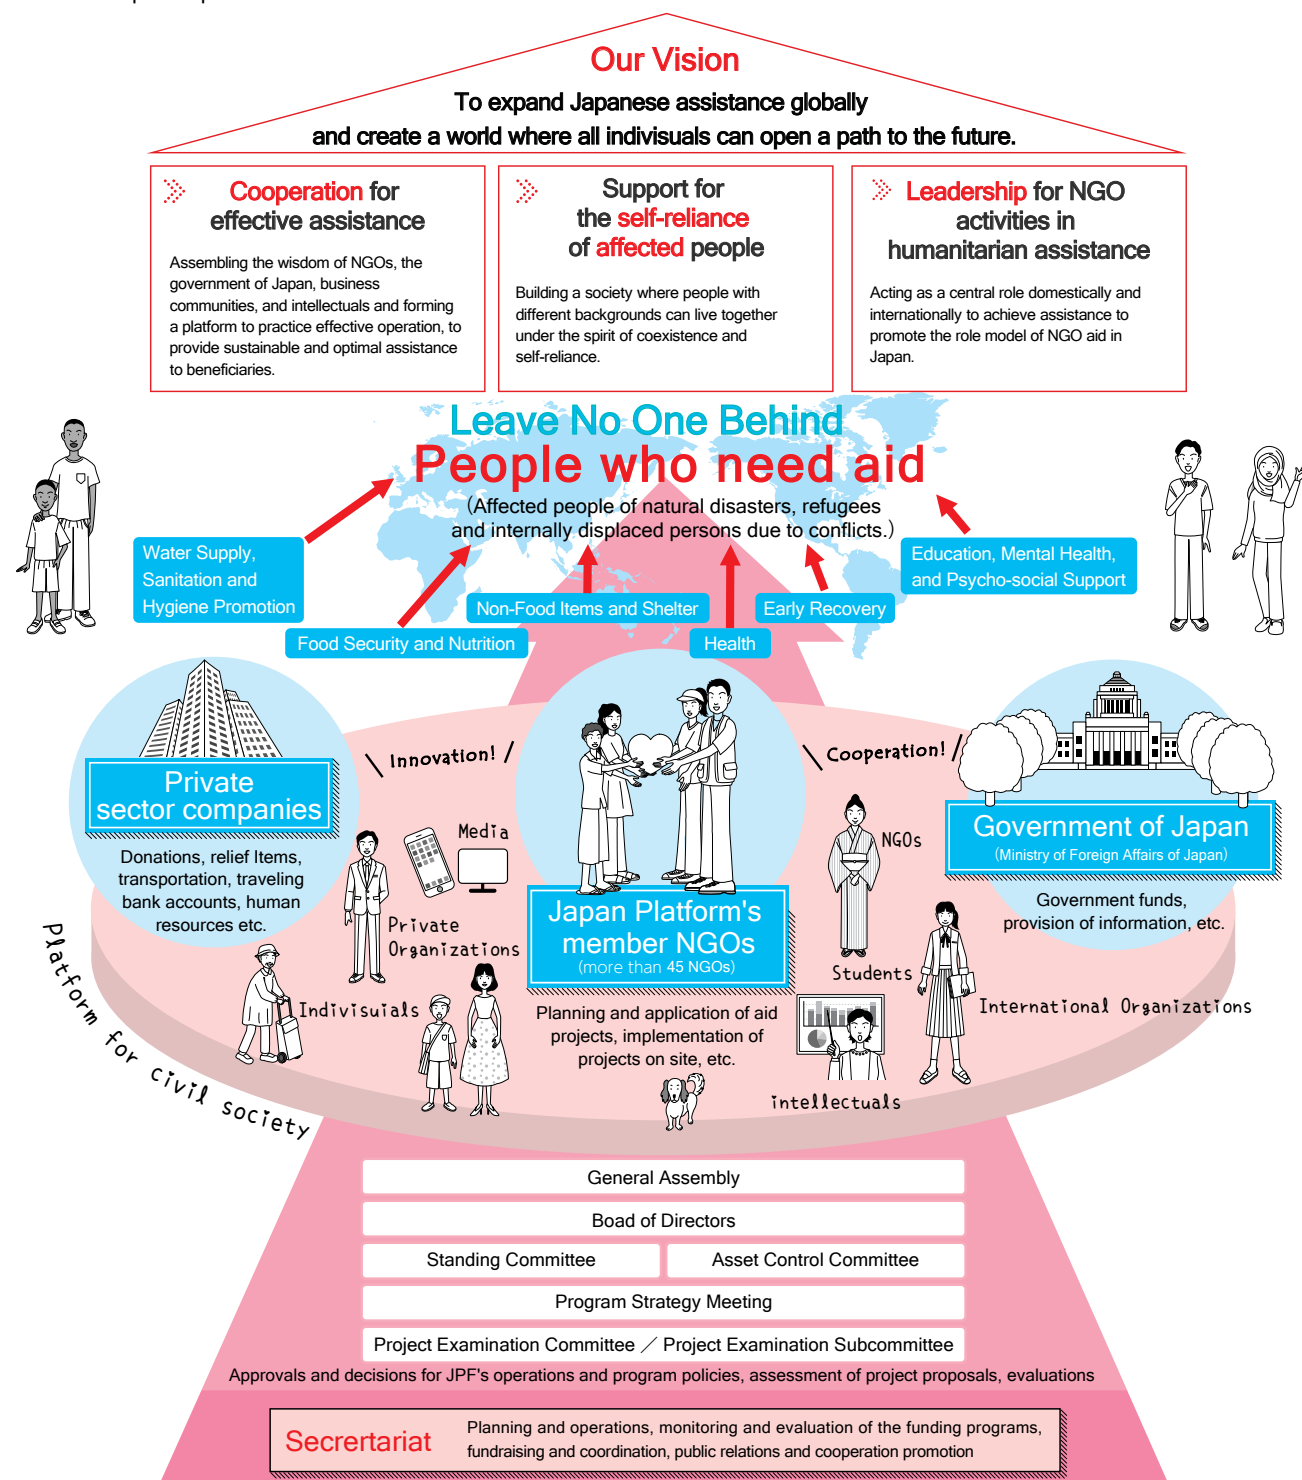 Our Vision
To expand Japanese assistance globally
and create a world where all indivisuals can open a path to the future.
Cooperation for
effective assistance
Assembling the wisdom of NGOs, the
government of Japan, business
communities, and intellectuals and forming
a platform to practice effective operation, to
provide sustainable and optimal assistance
to beneficiaries.
Support for
the self-reliance
of affected people
Building a society where people with
different backgrounds can live together
under the spirit of coexistence and
self-reliance.
Leadership for NGO
activities in
humanitarian assistance
Acting as a central role domestically and
internationally to achieve assistance to
promote the role model of NGO aid in
Japan.
Leave No One Behind
People who need aid
(Affected people of natural disasters, refugees
and internally displaced persons due to conflicts.)
Water Supply,
Sanitation and
Hygiene Promotion
Food Security and Nutrition
Non-Food Items and Shelter
Health
Early Recovery
Education, Mental Health,
and Psycho-social Support
Private
sector companies
Donations, relief Items,
transportation, traveling
bank accounts, human
resources etc.
\ Innovation! /
Media
Private
Organizations
Indivisuials
Japan Platform's
member NGOs
(more than 45 NGOs)
Planning and application of aid
projects, implementation of
projects on site, etc.
\ Cooperation! /
NGOs
Students
International Organizations
intellectuals
Government of Japan
(Ministry of Foreign Affairs of Japan)
Government funds,
provision of information, etc.
Platform for civil society
General Assembly
Boad of Directors
Standing Committee
Asset Control Committee
Program Strategy Meeting
Project Examination Committee ／ Project Examination Subcommittee
Approvals and decisions for JPF's operations and program policies, assessment of project proposals, evaluations
Secrertariat
Planning and operations, monitoring and evaluation of the funding programs,
fundraising and coordination, public relations and cooperation promotion